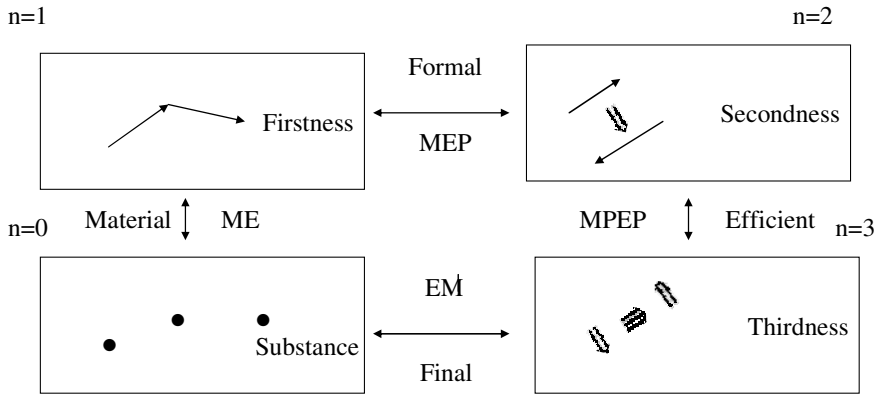 n=1
n=2
Formal
Firstness
Secondness
MEP
n=0
Material
ME
MPEP
Efficient
n=3
EM
Substance
Thirdness
Final